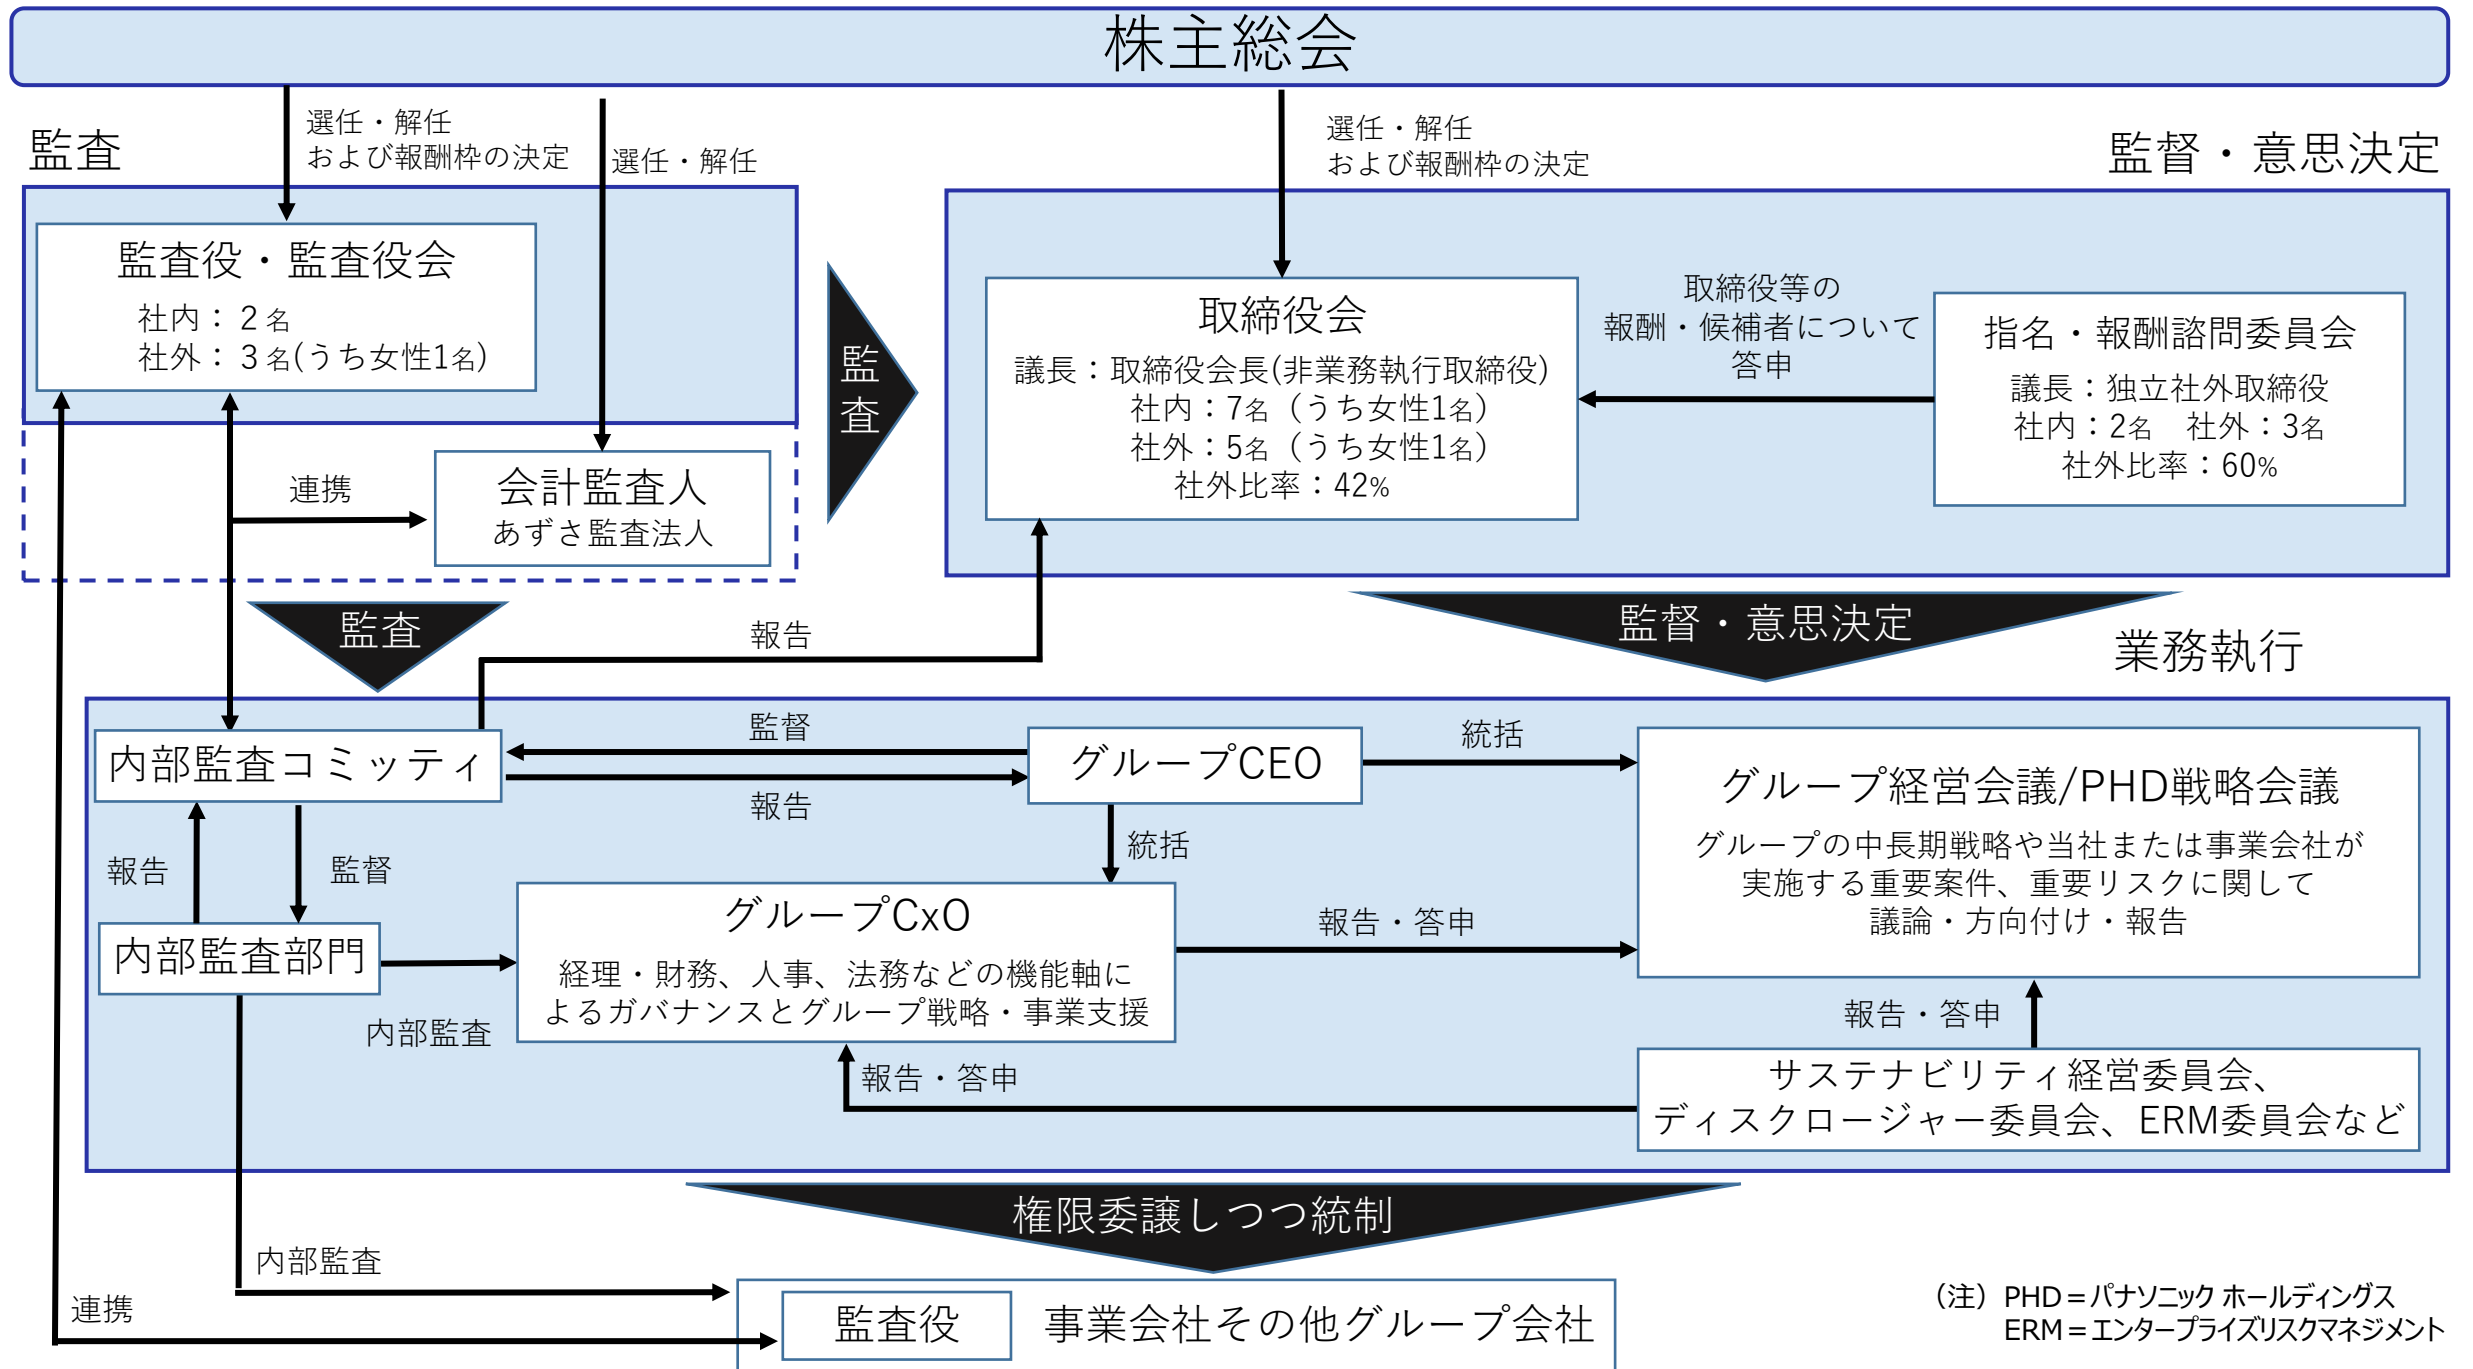 株主総会
選任・解任
および報酬枠の決定
選任・解任
選任・解任
および報酬枠の決定
監査
監督・意思決定
監査役・監査役会
社内：２名
社外：３名(うち女性1名)
連携
会計監査人
あずさ監査法人
監査
取締役会
議長：取締役会長(非業務執行取締役)
社内：7名（うち女性1名）
社外：5名（うち女性1名）
社外比率：42%
取締役等の
報酬・候補者について
答申
指名・報酬諮問委員会
議長：独立社外取締役
社内：2名　社外：3名
社外比率：60%
監査
報告
監督・意思決定
業務執行
内部監査コミッティ
監督
報告
グループCEO
統括
統括
グループ経営会議/PHD戦略会議
グループの中長期戦略や当社または事業会社が
実施する重要案件、重要リスクに関して
議論・方向付け・報告
報告
監督
内部監査部門
内部監査
グループCxO
経理・財務、人事、法務などの機能軸に
よるガバナンスとグループ戦略・事業支援
報告・答申
報告・答申
報告・答申
サステナビリティ経営委員会、
ディスクロージャー委員会、ERM委員会など
権限委譲しつつ統制
内部監査
連携
監査役
事業会社その他グループ会社
（注）PHD＝パナソニック ホールディングス
ERM＝エンタープライズリスクマネジメント